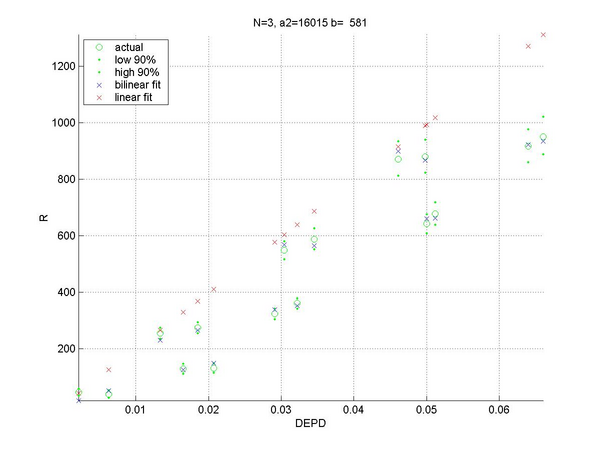 N=3, a2=16015 b=  581
actual
low 90%
high 90%
bilinear fit
linear fit
1200
1000
800
600
400
200
R
0.01 0.02 0.03 0.04 0.05 0.06
DEPD